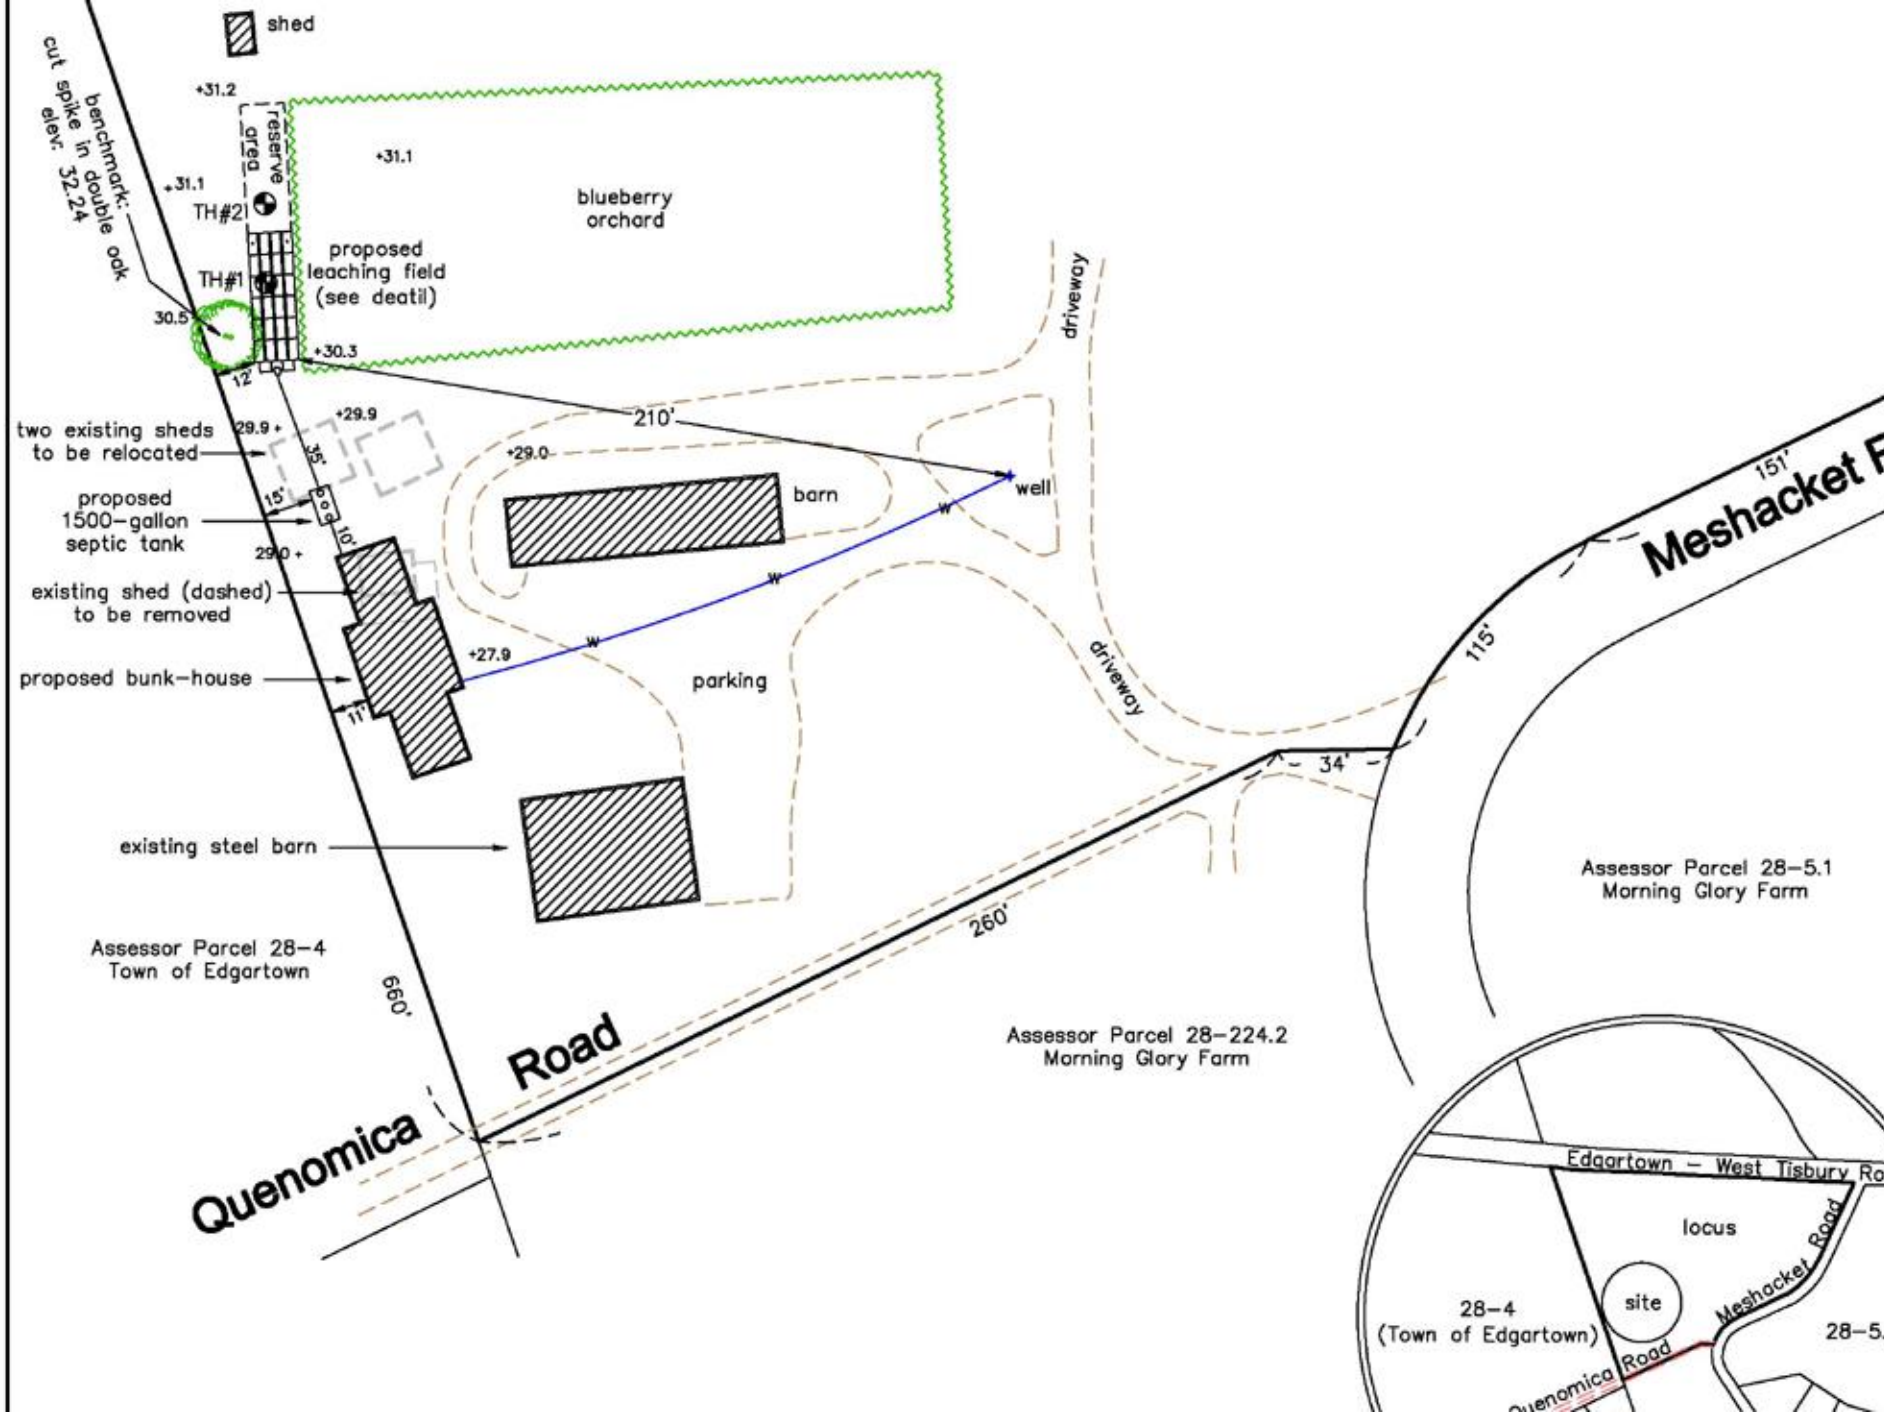 shed
cut spike in double oak
benchmark:
elev: 32.24
+31.2
reserve
area
+31.1
+31.1
TH#2
blueberry
orchard
proposed
leaching field
(see deatil)
TH#1
driveway
30.5
+30.3
12'
210'
two existing sheds
to be relocated
29.9 +
+29.9
35'
+29.0
well
barn
W
proposed
1500-gallon
septic tank
15'
10'
29.0 +
W
existing shed (dashed)
to be removed
W
+27.9
proposed bunk-house
11'
parking
driveway
151'
Meshacket
115'
34'
existing steel barn
260'
Assessor Parcel 28-5.1
Morning Glory Farm
Assessor Parcel 28-4
Town of Edgartown
660'
Assessor Parcel 28-224.2
Morning Glory Farm
Quenomica Road
Edgartown - West Tisbury Ro
locus
Meshacket Road
site
28-4
(Town of Edgartown)
28-5.
Quenomica Road